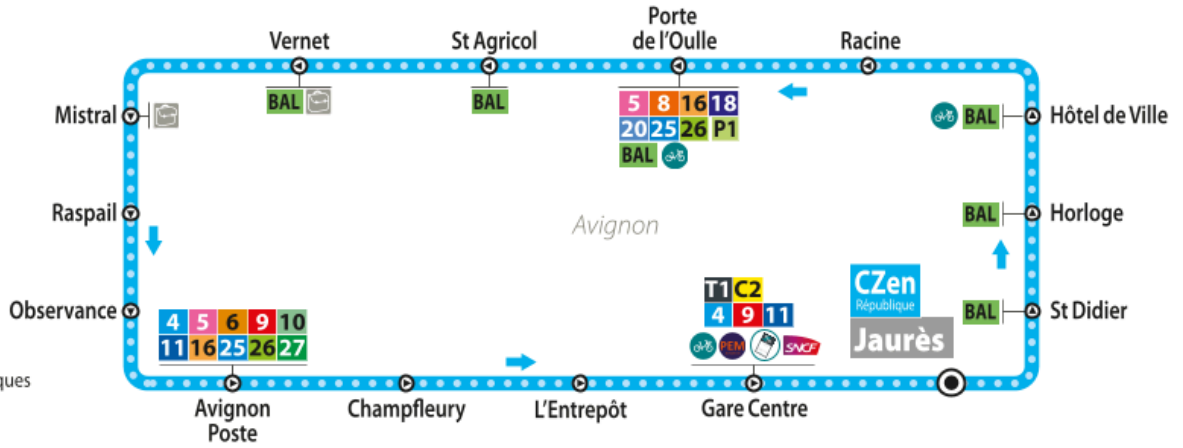 Porte
de l'Oulle
Vernet
St Agricol
Racine
BAL
BAL
5 8 16 18
20 25 26 P1
BAL
Mistral
BAL
Hôtel de Ville
Raspail
Avignon
BAL
Horloge
Observance
4 5 6 9 10
11 16 25 26 27
T1 C2
4 9 11
PEM
SNCF
CZen
République
Jaurès
BAL
St Didier
ques
Avignon
Poste
Champfleury
L'Entrepôt
Gare Centre